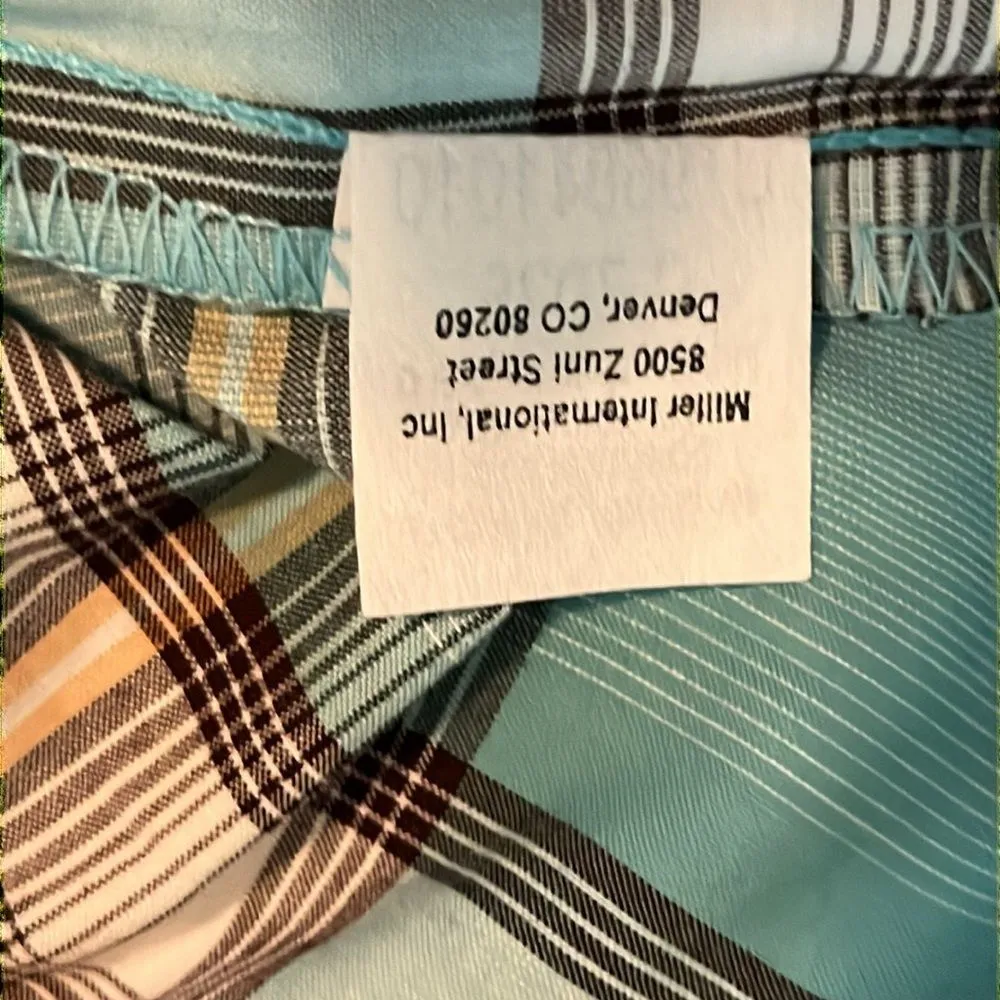 Miller International, Inc
8500 Zuni Street
Denver, CO 80260